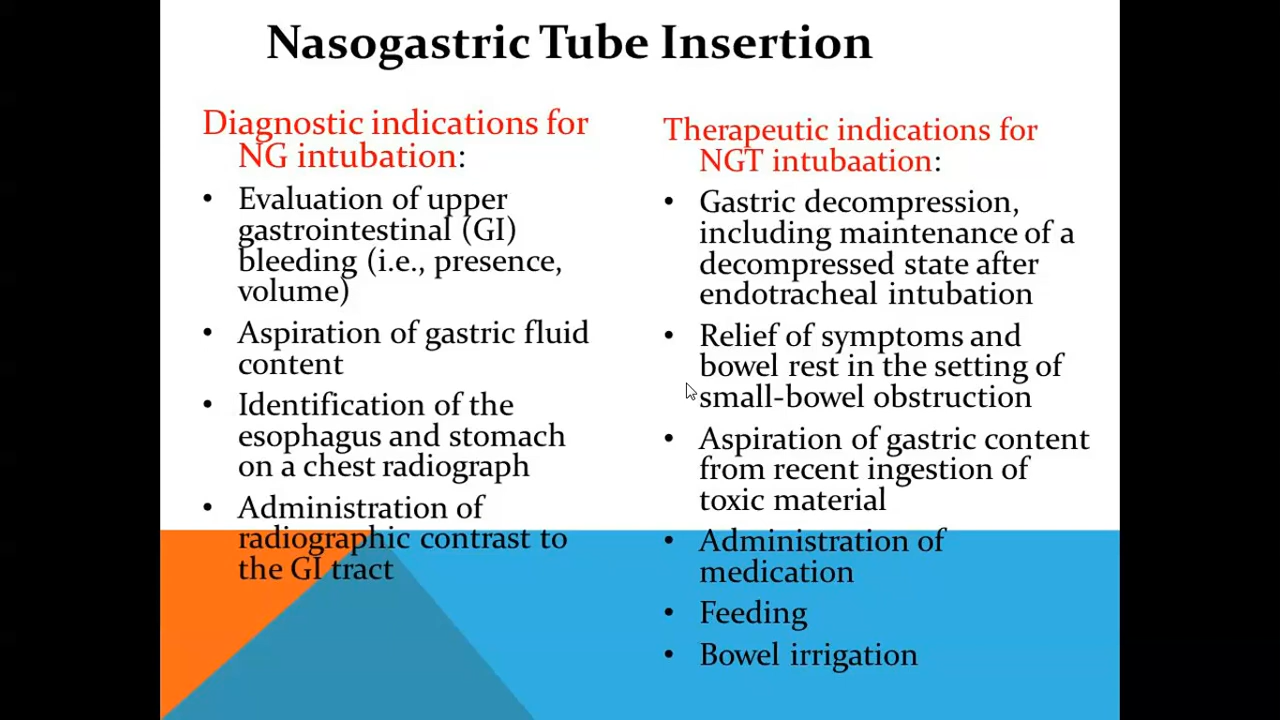 Nasogastric Tube Insertion
Diagnostic indications for
NG intubation:
• Evaluation of upper
gastrointestinal (GI)
bleeding (i.e., presence,
volume)
• Aspiration of gastric fluid
content
• Identification of the
esophagus and stomach
on a chest radiograph
• Administration of
radiographic contrast to
the GI tract
Therapeutic indications for
NGT intubaation:
• Gastric decompression,
including maintenance of a
decompressed state after
endotracheal intubation
• Relief of symptoms and
bowel rest in the setting of
small-bowel obstruction
• Aspiration of gastric content
from recent ingestion of
toxic material
• Administration of
medication
• Feeding
• Bowel irrigation